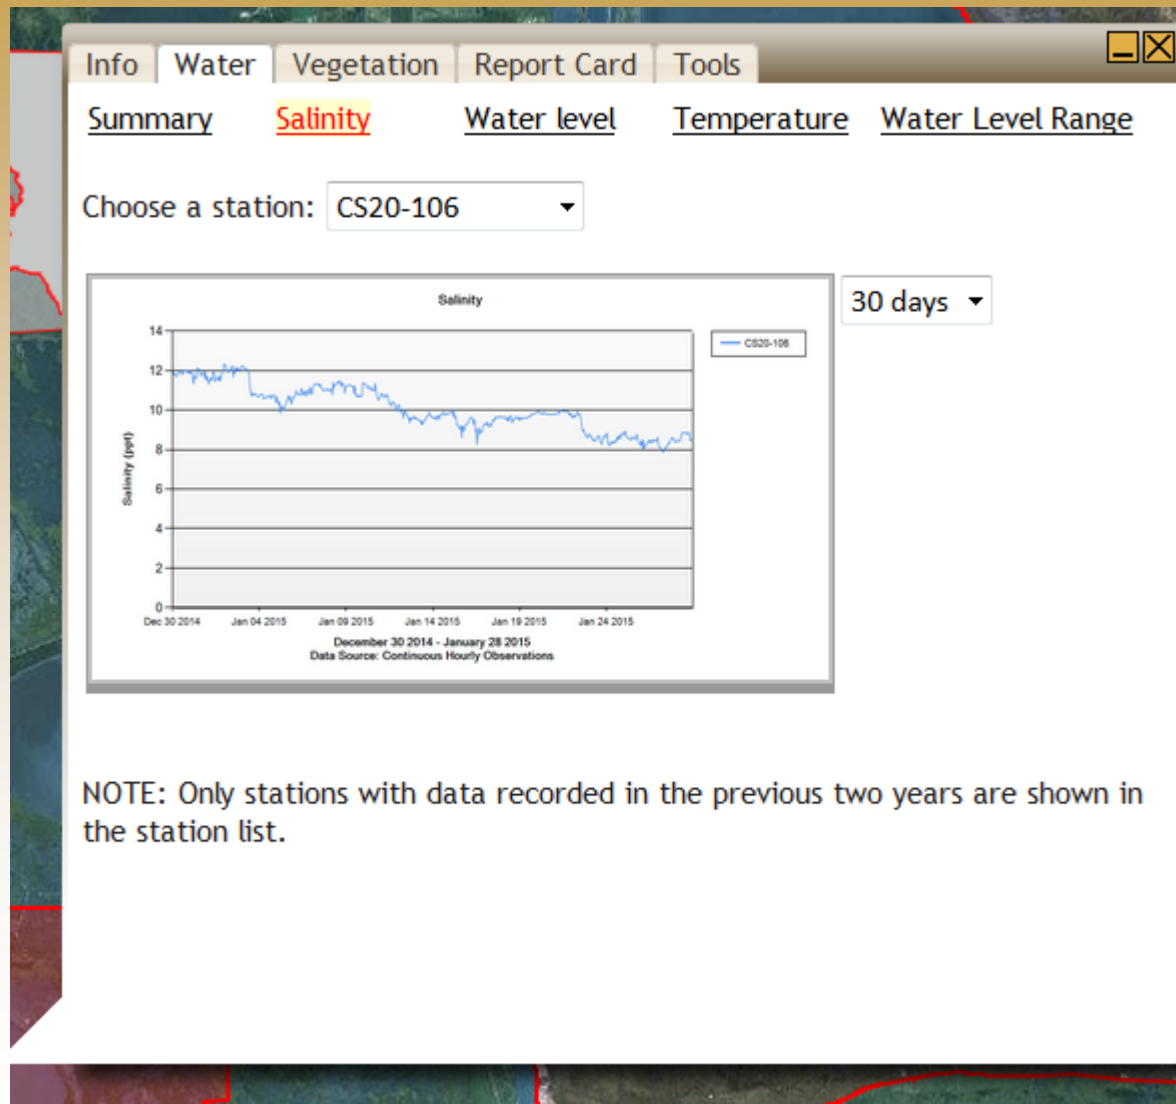 Info Water Vegetation Report Card Tools
Summary Salinity Water level Temperature Water Level Range
Choose a station: CS20-106
30 days
Salinity
CS20-106
14
12
10
8
6
4
2
0
Salinity (ppt)
Dec 30 2014 Jan 04 2015 Jan 09 2015 Jan 14 2015 Jan 19 2015 Jan 24 2015
December 30 2014 - January 28 2015
Data Source: Continuous Hourly Observations
NOTE: Only stations with data recorded in the previous two years are shown in
the station list.